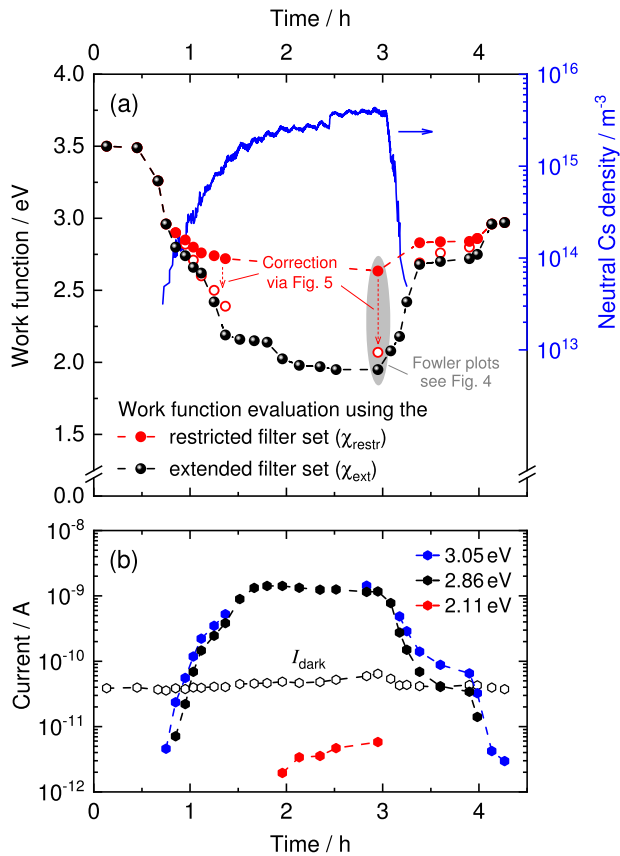 Time / h
0 1 2 3 4
(a)
4.0
3.5
3.0
2.5
2.0
1.5
0.0
Work function / eV
10^16
10^15
10^14
10^13
Neutral Cs density / m^-3
Correction
via Fig. 5
Fowler plots
see Fig. 4
Work function evaluation using the
restricted filter set (χ_restr)
extended filter set (χ_ext)
(b)
10^-8
10^-9
10^-10
10^-11
10^-12
Current / A
3.05 eV
2.86 eV
2.11 eV
I_dark
0 1 2 3 4
Time / h